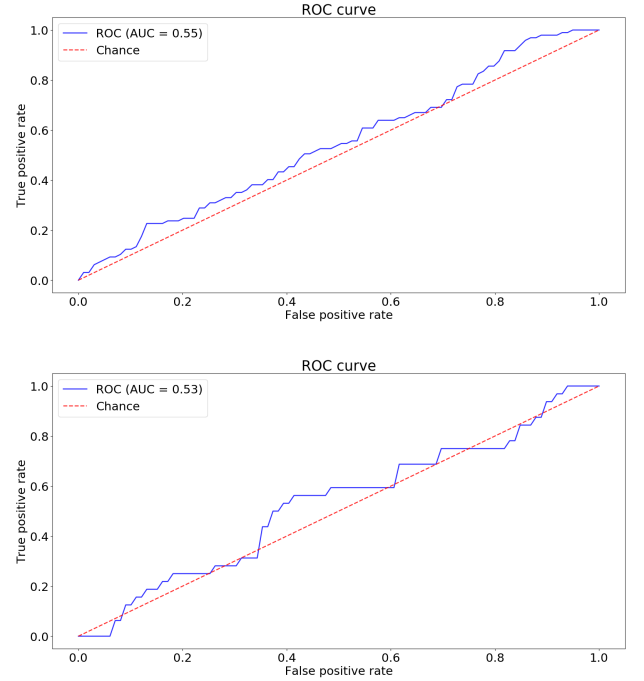 ROC curve
ROC (AUC = 0.55)
Chance
True positive rate
1.0
0.8
0.6
0.4
0.2
0.0
0.0 0.2 0.4 0.6 0.8 1.0
False positive rate
ROC curve
ROC (AUC = 0.53)
Chance
True positive rate
1.0
0.8
0.6
0.4
0.2
0.0
0.0 0.2 0.4 0.6 0.8 1.0
False positive rate